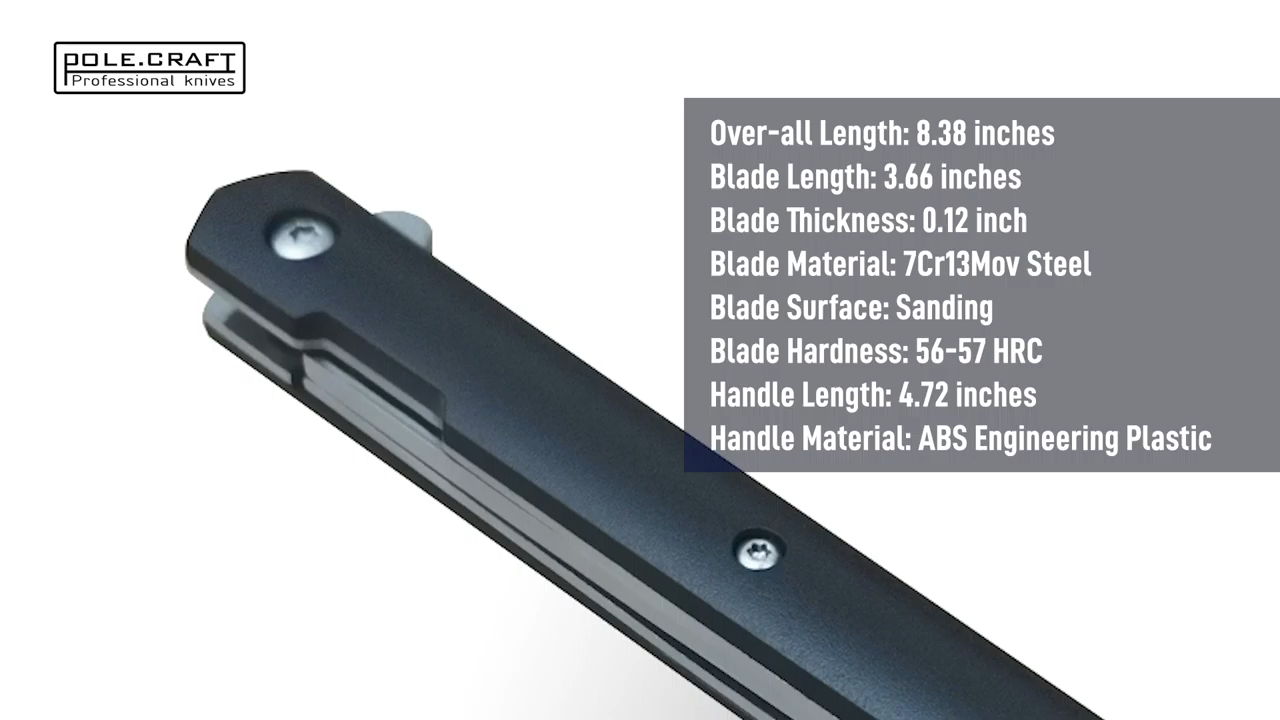 POLE.CRAFT
Professional knives
Over-all Length: 8.38 inches
Blade Length: 3.66 inches
Blade Thickness: 0.12 inch
Blade Material: 7Cr13Mov Steel
Blade Surface: Sanding
Blade Hardness: 56-57 HRC
Handle Length: 4.72 inches
Handle Material: ABS Engineering Plastic